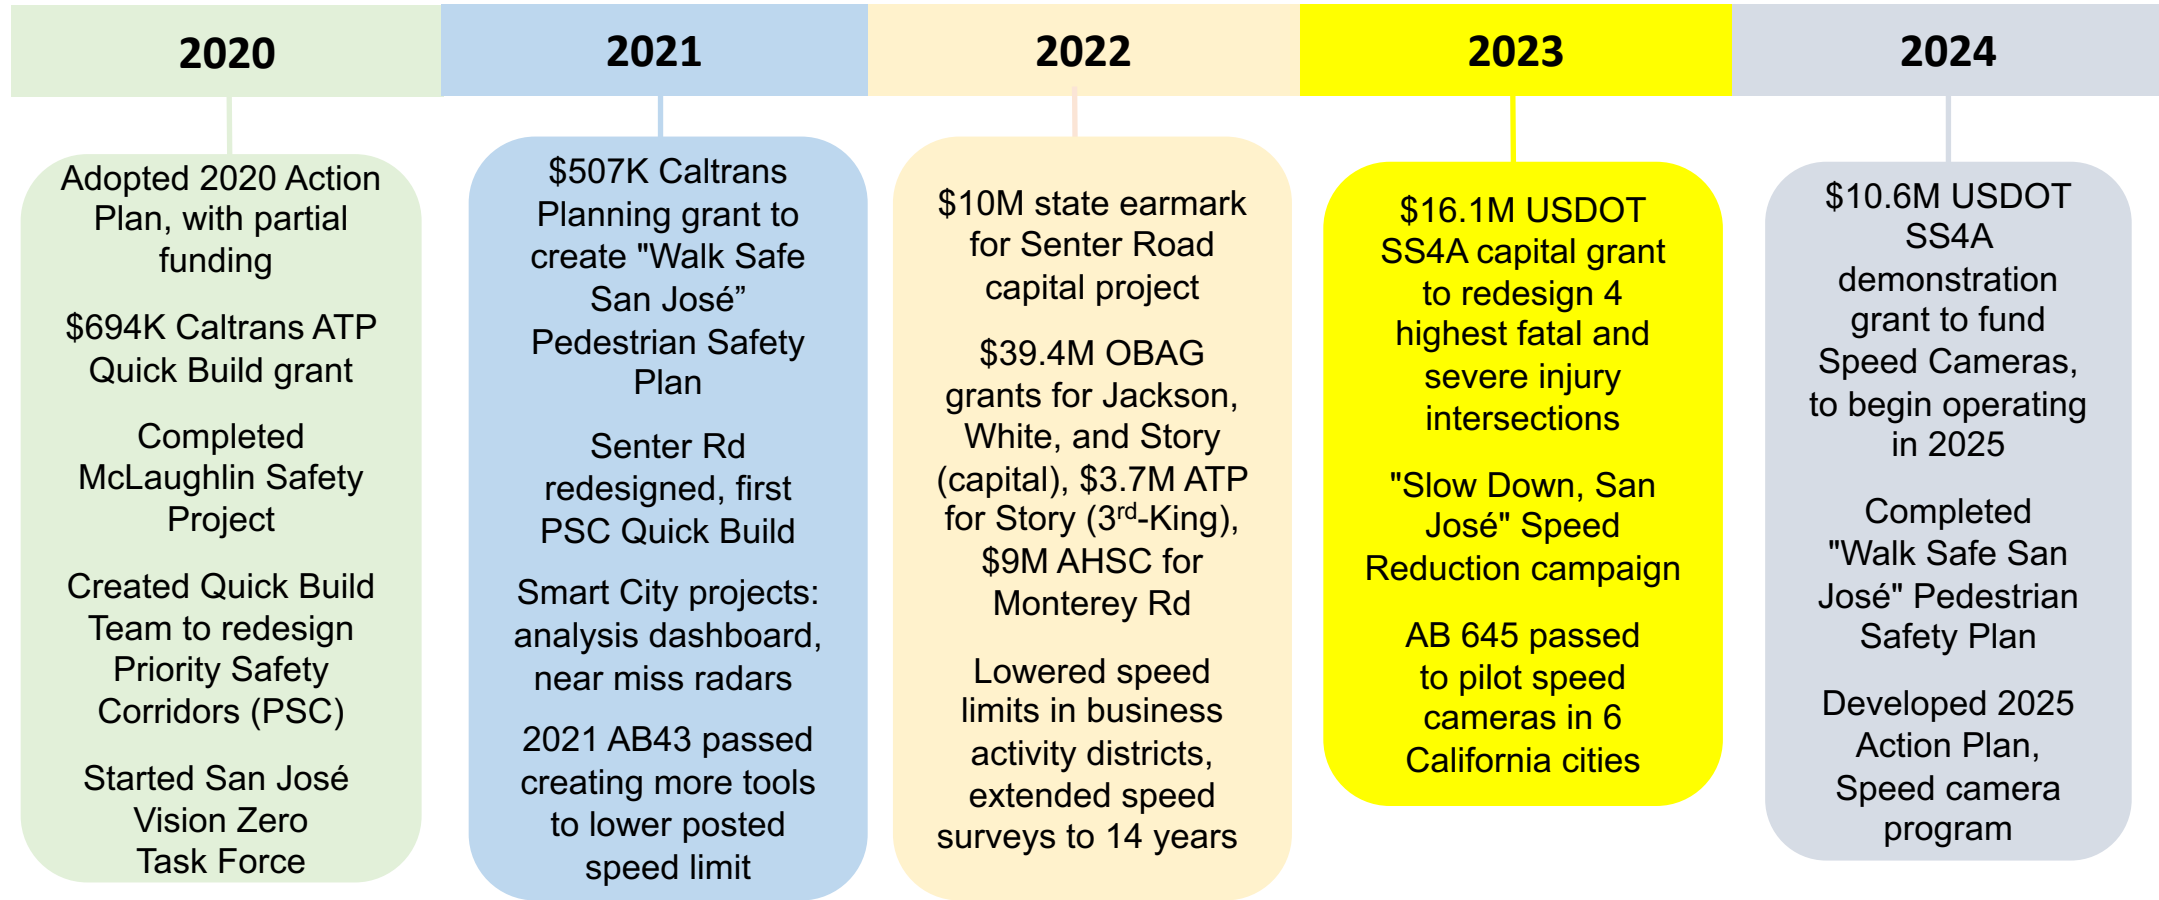 2020
Adopted 2020 Action
Plan, with partial
funding
$694K Caltrans ATP
Quick Build grant
Completed
McLaughlin Safety
Project
Created Quick Build
Team to redesign
Priority Safety
Corridors (PSC)
Started San José
Vision Zero
Task Force
2021
$507K Caltrans
Planning grant to
create "Walk Safe
San José”
Pedestrian Safety
Plan
Senter Rd
redesigned, first
PSC Quick Build
Smart City projects:
analysis dashboard,
near miss radars
2021 AB43 passed
creating more tools
to lower posted
speed limit
2022
$10M state earmark
for Senter Road
capital project
$39.4M OBAG
grants for Jackson,
White, and Story
(capital), $3.7M ATP
for Story (3rd-King),
$9M AHSC for
Monterey Rd
Lowered speed
limits in business
activity districts,
extended speed
surveys to 14 years
2023
$16.1M USDOT
SS4A capital grant
to redesign 4
highest fatal and
severe injury
intersections
"Slow Down, San
José" Speed
Reduction campaign
AB 645 passed
to pilot speed
cameras in 6
California cities
2024
$10.6M USDOT
SS4A
demonstration
grant to fund
Speed Cameras,
to begin operating
in 2025
Completed
"Walk Safe San
José" Pedestrian
Safety Plan
Developed 2025
Action Plan,
Speed camera
program